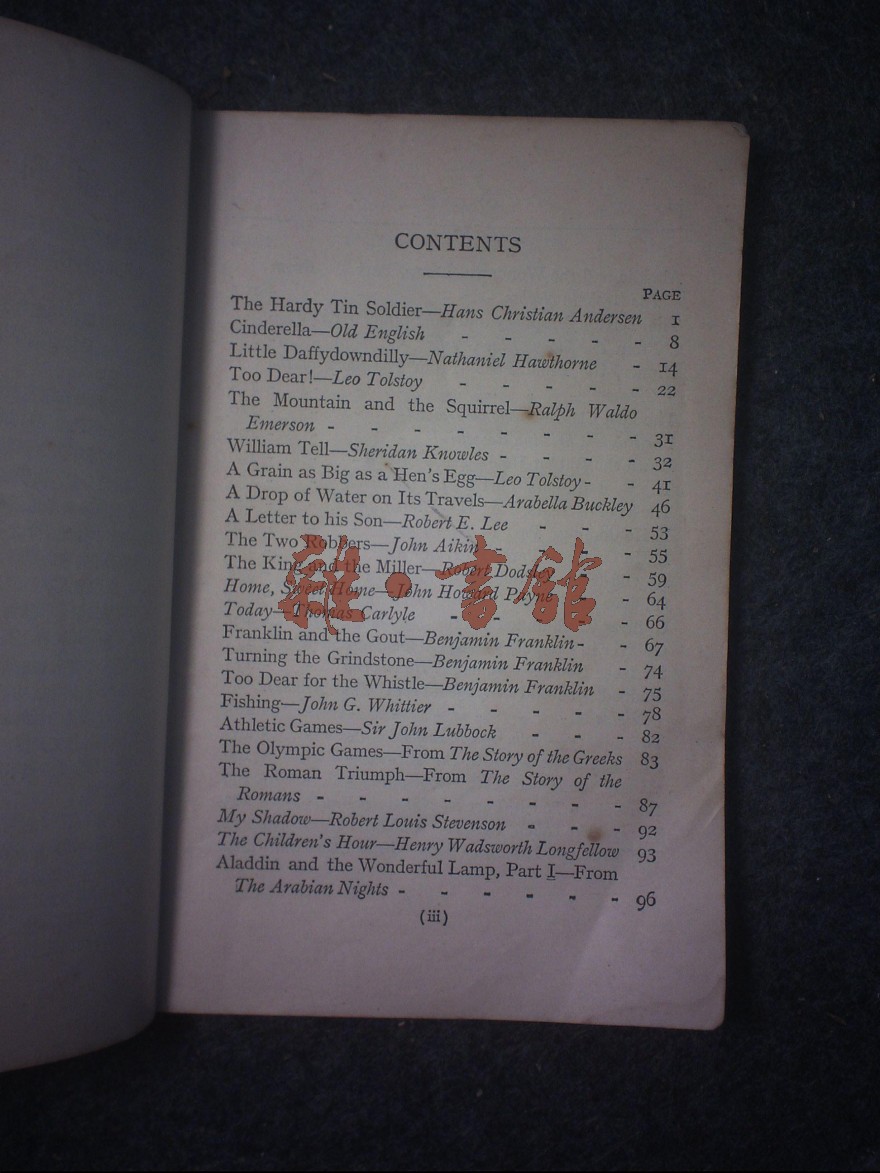 CONTENTS
PAGE
The Hardy Tin Soldier—Hans Christian Andersen 1
Cinderella—Old English - - - - - 8
Little Daffydowndilly—Nathaniel Hawthorne - 14
Too Dear!—Leo Tolstoy - - - - - 22
The Mountain and the Squirrel—Ralph Waldo
Emerson - - - - - - - - 31
William Tell—Sheridan Knowles - - - - 32
A Grain as Big as a Hen's Egg—Leo Tolstoy - - 41
A Drop of Water on Its Travels—Arabella Buckley 46
A Letter to his Son—Robert E. Lee - - - 53
The Two Robbers—John Aikin - - - - 55
The King and the Miller—Robert Dodsley - - 59
Home, Sweet Home—John Howard Payne - 64
Today—Thomas Carlyle - - - - - 66
Franklin and the Gout—Benjamin Franklin - - 67
Turning the Grindstone—Benjamin Franklin - 74
Too Dear for the Whistle—Benjamin Franklin - 75
Fishing—John G. Whittier - - - - - 78
Athletic Games—Sir John Lubbock - - - 82
The Olympic Games—From The Story of the Greeks 83
The Roman Triumph—From The Story of the
Romans - - - - - - - - 87
My Shadow—Robert Louis Stevenson - - - 92
The Children's Hour—Henry Wadsworth Longfellow 93
Aladdin and the Wonderful Lamp, Part I—From
The Arabian Nights - - - - - - 96
(iii)
雜·書館